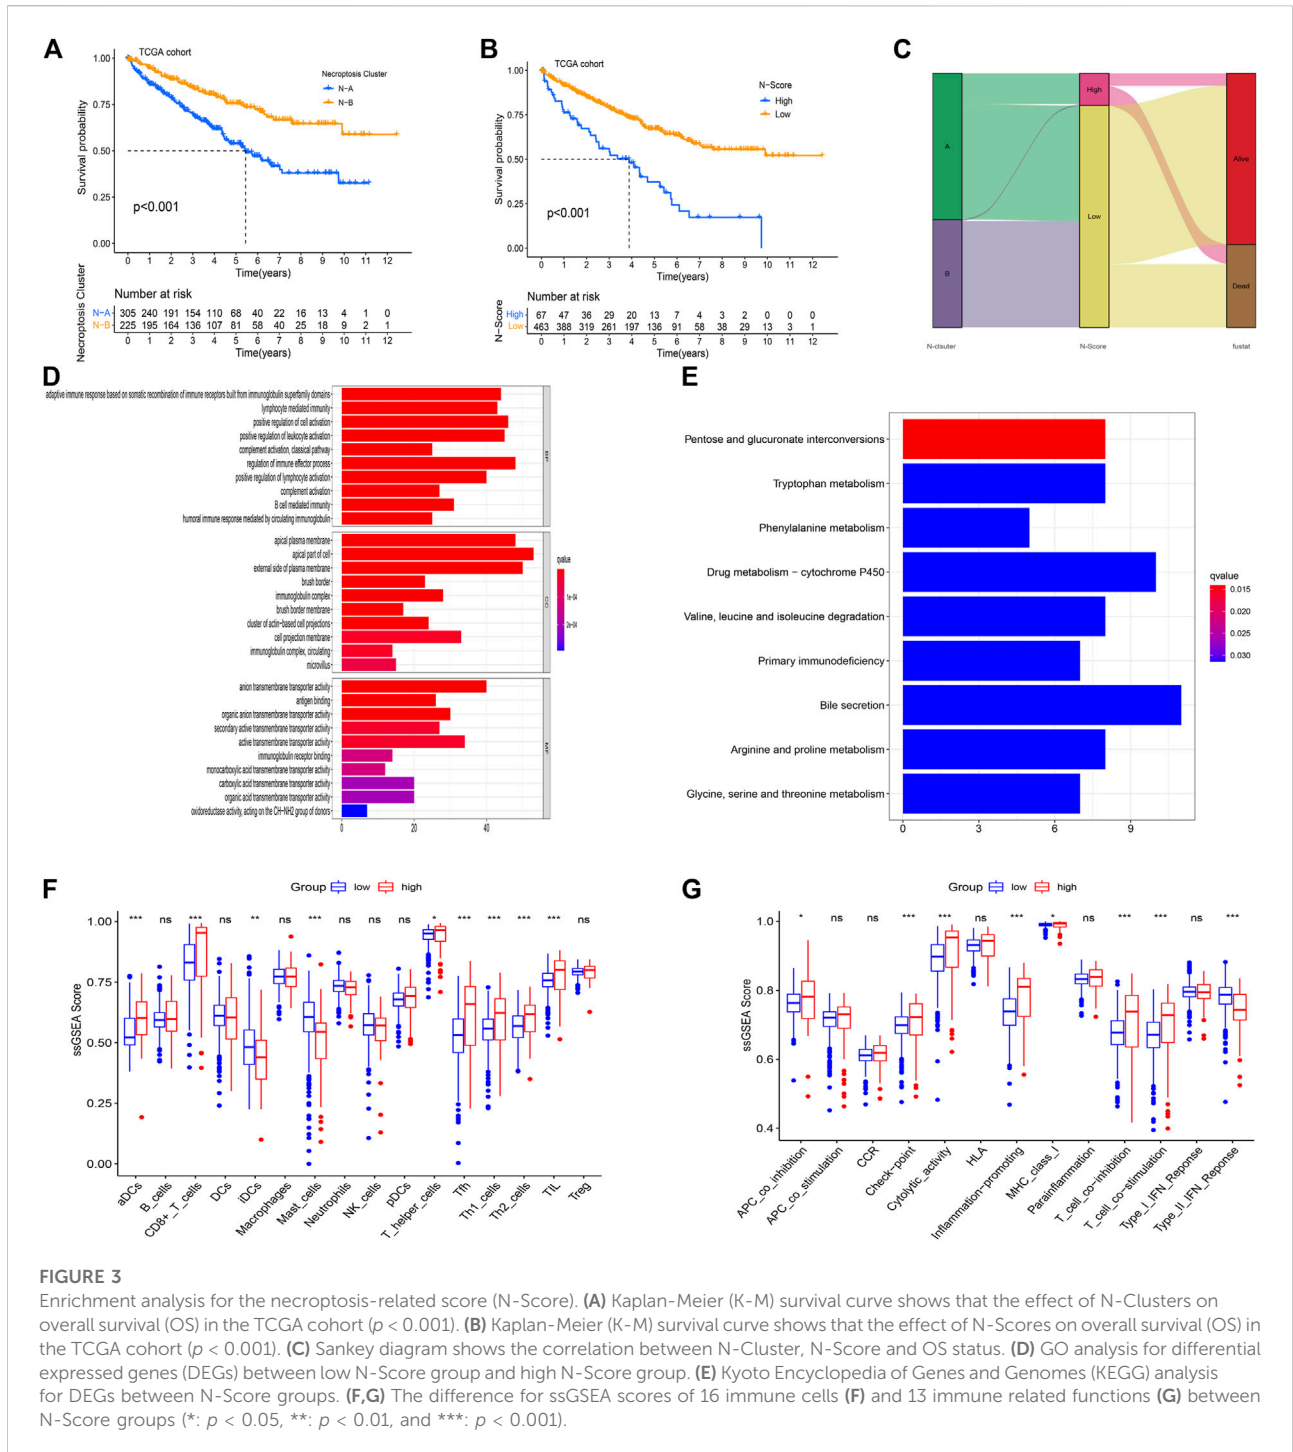 A
TCGA cohort
Necroptosis Cluster
N-A
N-B
Survival probability
1.00
0.75
0.50
0.25
0.00
p<0.001
0 1 2 3 4 5 6 7 8 9 10 11 12
Time(years)
Necroptosis Cluster
Number at risk
N-A 305 240 191 154 110 68 40 22 16 13 4 1 0
N-B 225 195 164 136 107 81 58 40 25 18 9 2 1
0 1 2 3 4 5 6 7 8 9 10 11 12
Time(years)
B
TCGA cohort
N-Score
High
Low
Survival probability
1.00
0.75
0.50
0.25
0.00
p<0.001
0 1 2 3 4 5 6 7 8 9 10 11 12
Time(years)
N-Score
Number at risk
High 67 47 36 29 20 13 7 4 3 2 0 0 0
Low 463 388 319 261 197 136 91 58 38 29 13 3 1
0 1 2 3 4 5 6 7 8 9 10 11 12
Time(years)
C
A
B
High
Low
Alive
Dead
N-clsuter
N-Score
fustat
D
adaptive immune response based on somatic recombination of immune receptors built from immunoglobulin superfamily domains
lymphocyte mediated immunity
positive regulation of cell activation
positive regulation of leukocyte activation
complement activation, classical pathway
regulation of immune effector process
positive regulation of lymphocyte activation
complement activation
B cell mediated immunity
humoral immune response mediated by circulating immunoglobulin
BP
apical plasma membrane
apical part of cell
external side of plasma membrane
brush border
immunoglobulin complex
brush border membrane
cluster of actin-based cell projections
cell projection membrane
immunoglobulin complex, circulating
microvillus
CC
anion transmembrane transporter activity
antigen binding
organic anion transmembrane transporter activity
secondary active transmembrane transporter activity
active transmembrane transporter activity
immunoglobulin receptor binding
monocarboxylic acid transmembrane transporter activity
carboxylic acid transmembrane transporter activity
organic acid transmembrane transporter activity
oxidoreductase activity, acting on the CH-NH2 group of donors
MF
0 20 40
qvalue
1e-04
2e-04
E
Pentose and glucuronate interconversions
Tryptophan metabolism
Phenylalanine metabolism
Drug metabolism − cytochrome P450
Valine, leucine and isoleucine degradation
Primary immunodeficiency
Bile secretion
Arginine and proline metabolism
Glycine, serine and threonine metabolism
0 3 6 9
qvalue
0.015
0.020
0.025
0.030
F
Group low high
ssGSEA Score
1.00
0.75
0.50
0.25
0.00
*** ns *** ns ** ns *** ns ns ns * *** *** *** *** ns
aDCs
B_cells
CD8+_T_cells
DCs
iDCs
Macrophages
Mast_cells
Neutrophils
NK_cells
pDCs
T_helper_cells
Tfh
Th1_cells
Th2_cells
TIL
Treg
G
Group low high
ssGSEA Score
1.0
0.8
0.6
0.4
* ns ns *** *** ns *** * ns *** *** ns ***
APC_co_inhibition
APC_co_stimulation
CCR
Check-point
Cytolytic_activity
HLA
Inflammation-promoting
MHC_class_I
Parainflammation
T_cell_co-inhibition
T_cell_co-stimulation
Type_I_IFN_Reponse
Type_II_IFN_Reponse
FIGURE 3
Enrichment analysis for the necroptosis-related score (N-Score). (A) Kaplan-Meier (K-M) survival curve shows that the effect of N-Clusters on
overall survival (OS) in the TCGA cohort (p < 0.001). (B) Kaplan-Meier (K-M) survival curve shows that the effect of N-Scores on overall survival (OS) in
the TCGA cohort (p < 0.001). (C) Sankey diagram shows the correlation between N-Cluster, N-Score and OS status. (D) GO analysis for differential
expressed genes (DEGs) between low N-Score group and high N-Score group. (E) Kyoto Encyclopedia of Genes and Genomes (KEGG) analysis
for DEGs between N-Score groups. (F,G) The difference for ssGSEA scores of 16 immune cells (F) and 13 immune related functions (G) between
N-Score groups (*: p < 0.05, **: p < 0.01, and ***: p < 0.001).